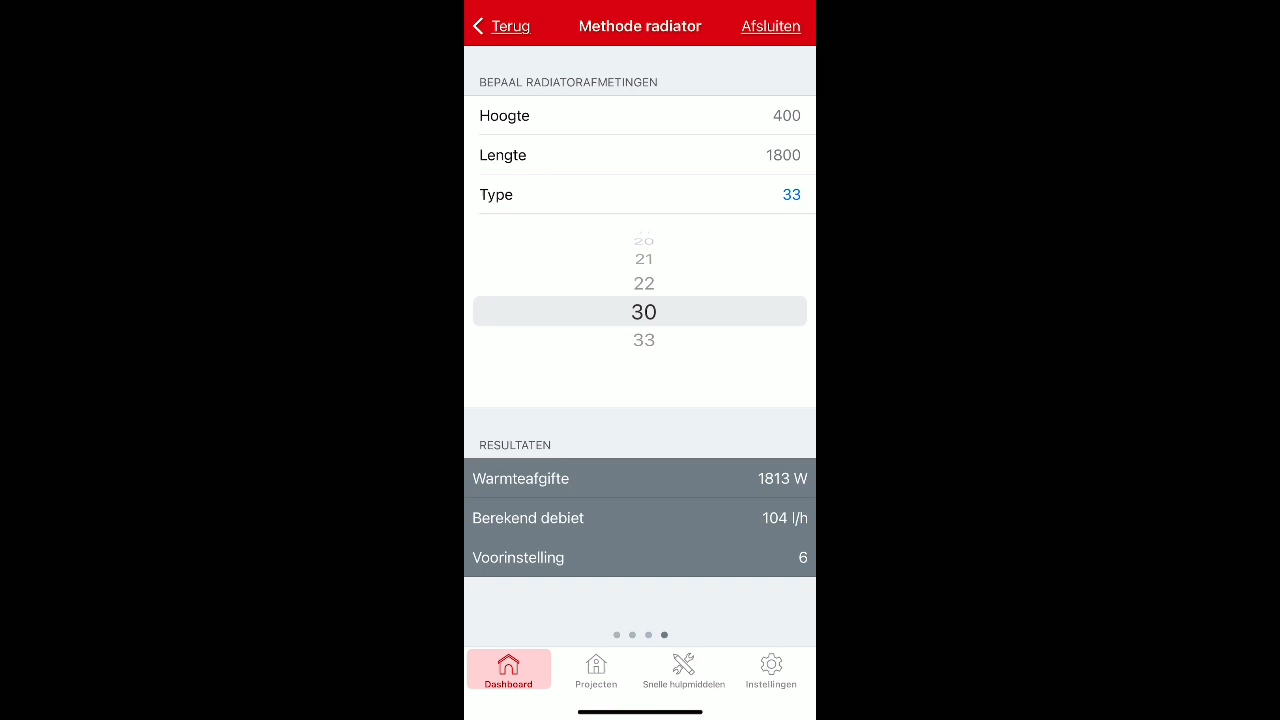 Terug Methode radiator Afsluiten
BEPAAL RADIATORAFMETINGEN
Hoogte 400
Lengte 1800
Type 33
20
21
22
30
33
RESULTATEN
Warmteafgifte 1813 W
Berekend debiet 104 l/h
Voorinstelling 6
Dashboard Projecten Snelle hulpmiddelen Instellingen